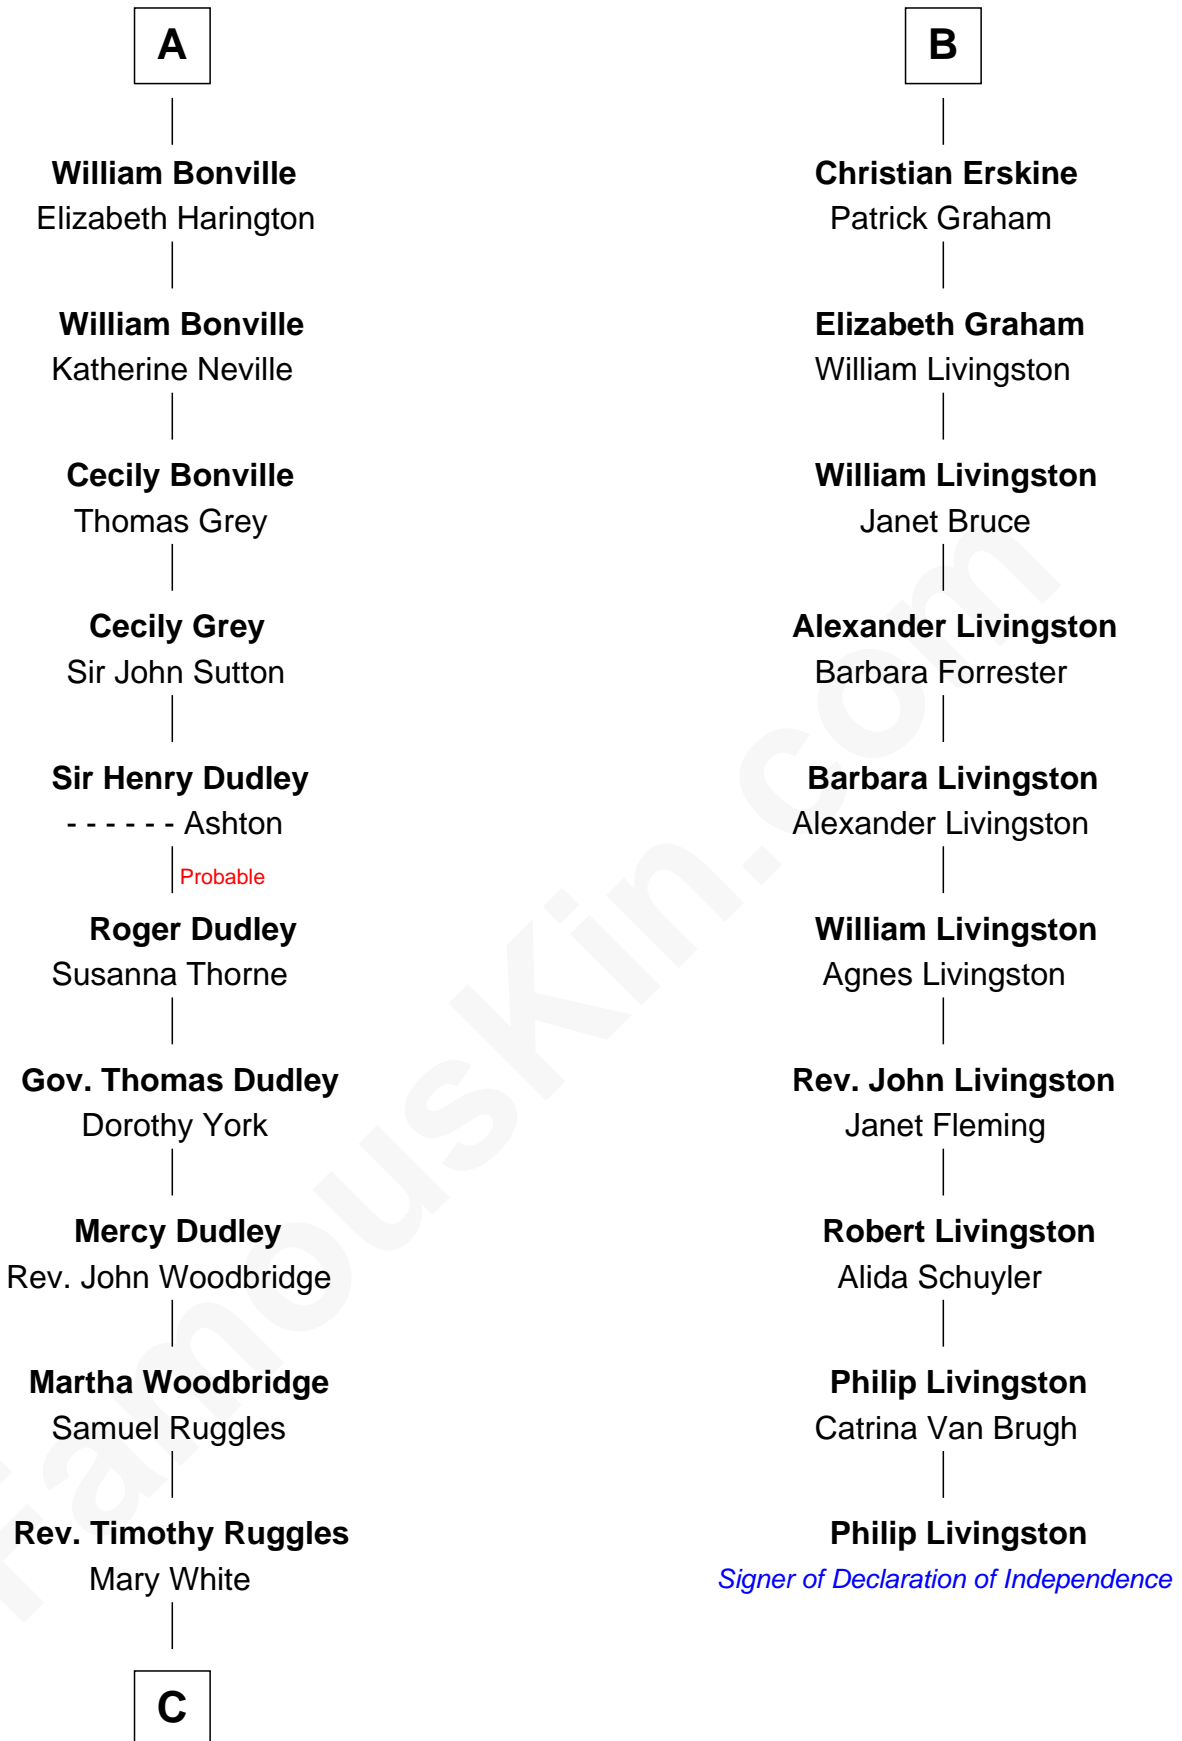 A
William Bonville
Elizabeth Harington
William Bonville
Katherine Neville
Cecily Bonville
Thomas Grey
Cecily Grey
Sir John Sutton
Sir Henry Dudley
- - - - - - Ashton
Probable
Roger Dudley
Susanna Thorne
Gov. Thomas Dudley
Dorothy York
Mercy Dudley
Rev. John Woodbridge
Martha Woodbridge
Samuel Ruggles
Rev. Timothy Ruggles
Mary White
C
B
Christian Erskine
Patrick Graham
Elizabeth Graham
William Livingston
William Livingston
Janet Bruce
Alexander Livingston
Barbara Forrester
Barbara Livingston
Alexander Livingston
William Livingston
Agnes Livingston
Rev. John Livingston
Janet Fleming
Robert Livingston
Alida Schuyler
Philip Livingston
Catrina Van Brugh
Philip Livingston
Signer of Declaration of Independence
FamousKin.com